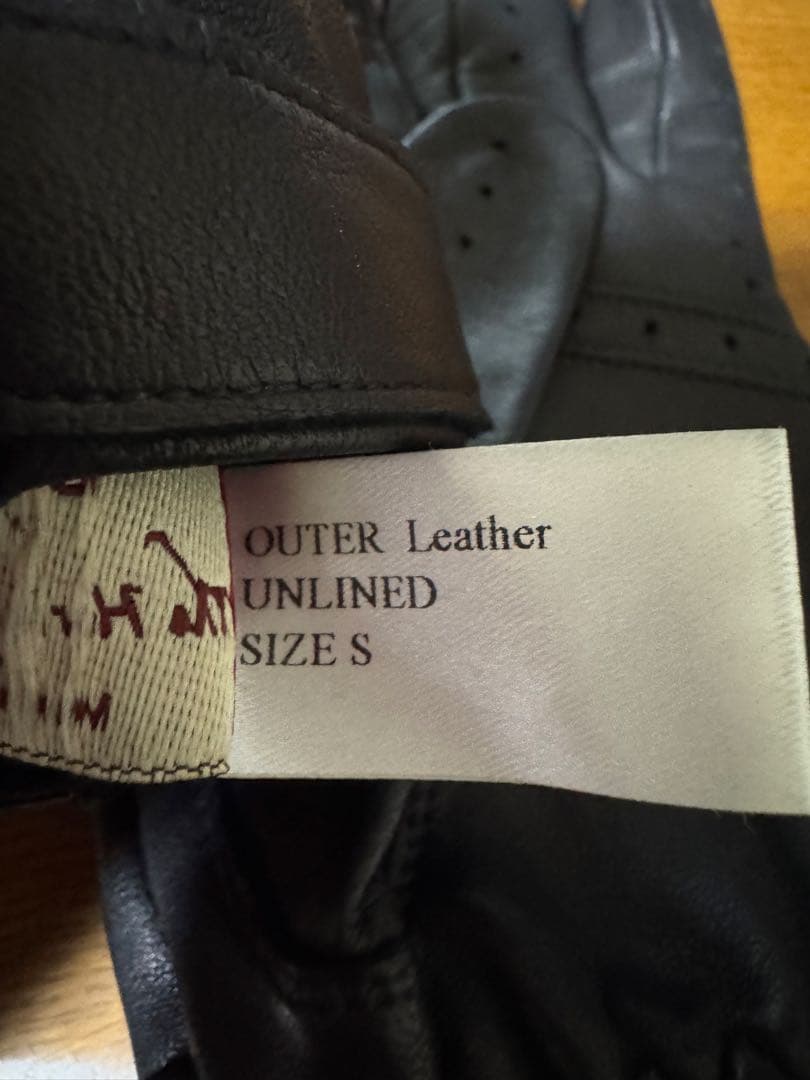 OUTER Leather
UNLINED
SIZE S